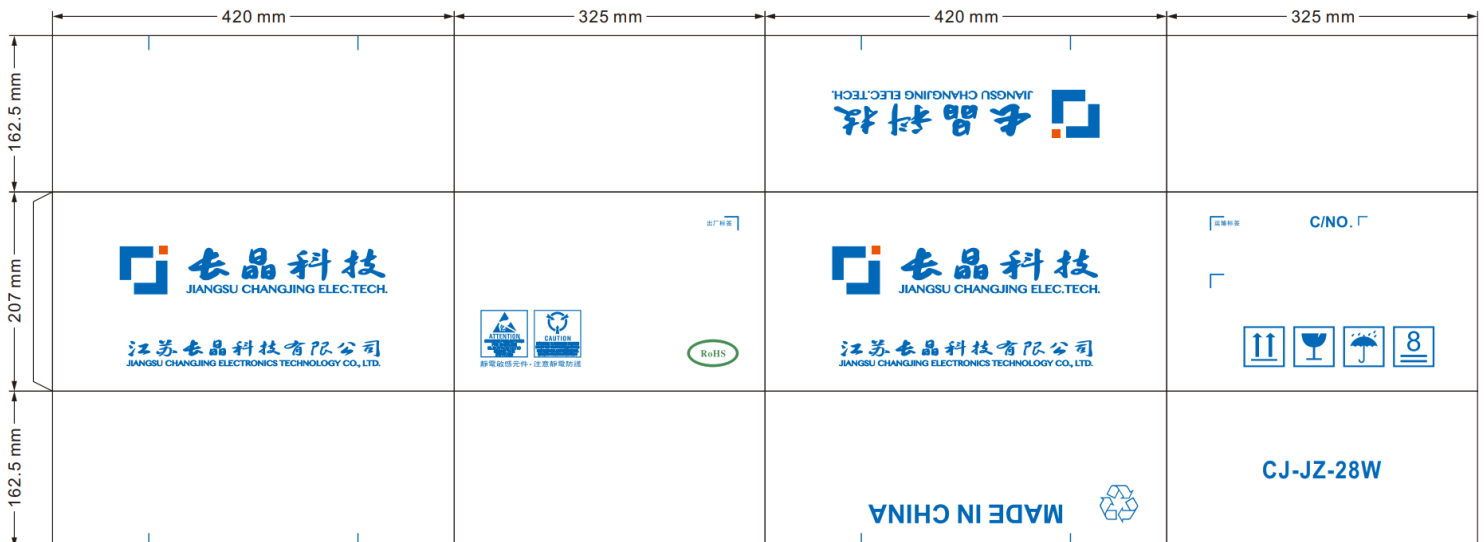 420 mm
325 mm
420 mm
325 mm
162.5 mm
JIANGSU CHANGJING ELEC.TECH.
长晶科技
207 mm
出厂标签
运输标签
C/NO.
长晶科技
JIANGSU CHANGJING ELEC.TECH.
江苏长晶科技有限公司
JIANGSU CHANGJING ELECTRONICS TECHNOLOGY CO., LTD.
ATTENTION
CAUTION
靜電敏感元件，注意靜電防護
RoHS
长晶科技
JIANGSU CHANGJING ELEC.TECH.
江苏长晶科技有限公司
JIANGSU CHANGJING ELECTRONICS TECHNOLOGY CO., LTD.
8
162.5 mm
MADE IN CHINA
CJ-JZ-28W